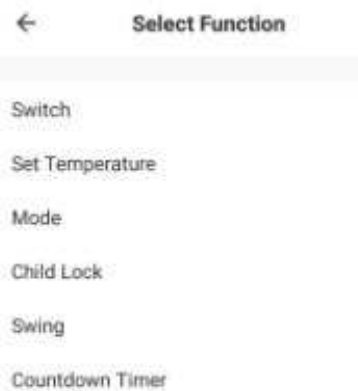 Select Function
Switch
Set Temperature
Mode
Child Lock
Swing
Countdown Timer